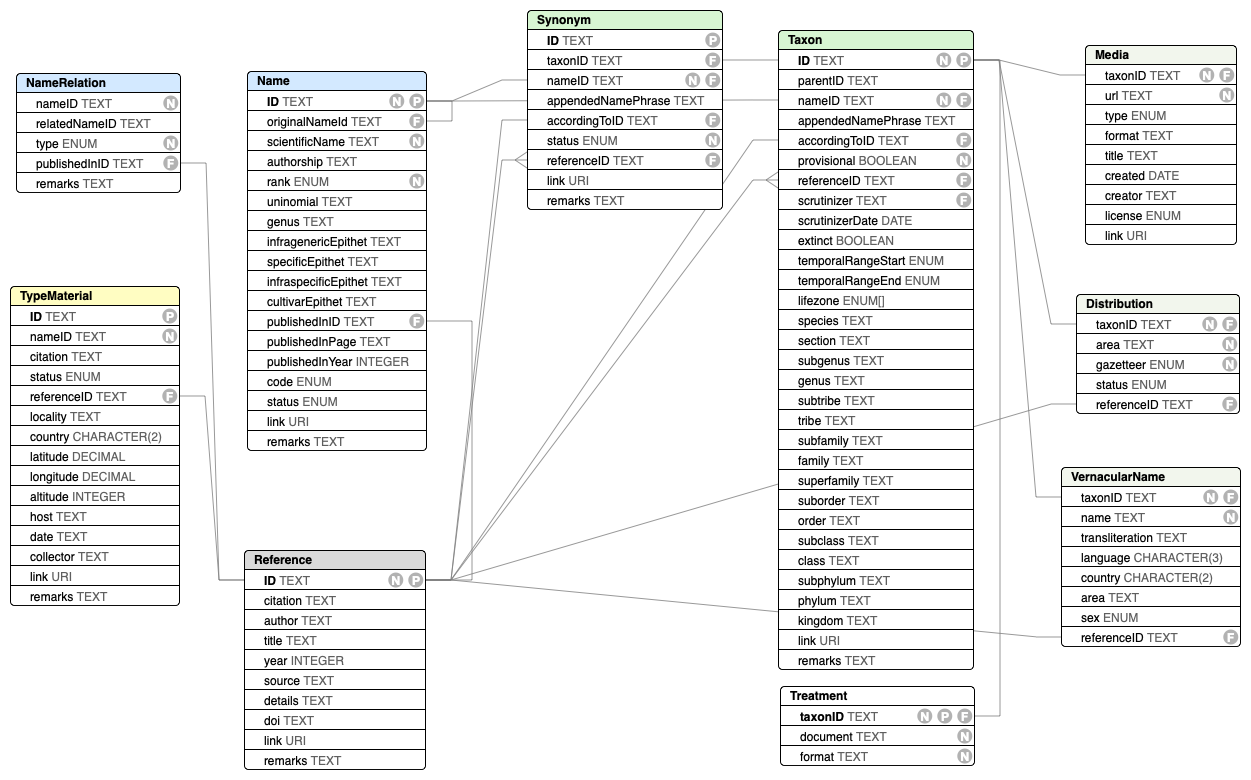 NameRelation
nameID TEXT N
relatedNameID TEXT
type ENUM N
publishedInID TEXT F
remarks TEXT
TypeMaterial
ID TEXT P
nameID TEXT N
citation TEXT
status ENUM
referenceID TEXT F
locality TEXT
country CHARACTER(2)
latitude DECIMAL
longitude DECIMAL
altitude INTEGER
host TEXT
date TEXT
collector TEXT
link URI
remarks TEXT
Name
ID TEXT N P
originalNameId TEXT F
scientificName TEXT N
authorship TEXT
rank ENUM N
uninomial TEXT
genus TEXT
infragenericEpithet TEXT
specificEpithet TEXT
infraspecificEpithet TEXT
cultivarEpithet TEXT
publishedInID TEXT F
publishedInPage TEXT
publishedInYear INTEGER
code ENUM
status ENUM
link URI
remarks TEXT
Reference
ID TEXT N P
citation TEXT
author TEXT
title TEXT
year INTEGER
source TEXT
details TEXT
doi TEXT
link URI
remarks TEXT
Synonym
ID TEXT P
taxonID TEXT F
nameID TEXT N F
appendedNamePhrase TEXT
accordingToID TEXT F
status ENUM N
referenceID TEXT F
link URI
remarks TEXT
Taxon
ID TEXT N P
parentID TEXT
nameID TEXT N F
appendedNamePhrase TEXT
accordingToID TEXT F
provisional BOOLEAN N
referenceID TEXT F
scrutinizer TEXT F
scrutinizerDate DATE
extinct BOOLEAN
temporalRangeStart ENUM
temporalRangeEnd ENUM
lifezone ENUM[]
species TEXT
section TEXT
subgenus TEXT
genus TEXT
subtribe TEXT
tribe TEXT
subfamily TEXT
family TEXT
superfamily TEXT
suborder TEXT
order TEXT
subclass TEXT
class TEXT
subphylum TEXT
phylum TEXT
kingdom TEXT
link URI
remarks TEXT
Treatment
taxonID TEXT N P F
document TEXT N
format TEXT N
Media
taxonID TEXT N F
url TEXT N
type ENUM
format TEXT
title TEXT
created DATE
creator TEXT
license ENUM
link URI
Distribution
taxonID TEXT N F
area TEXT N
gazetteer ENUM N
status ENUM
referenceID TEXT F
VernacularName
taxonID TEXT N F
name TEXT N
transliteration TEXT
language CHARACTER(3)
country CHARACTER(2)
area TEXT
sex ENUM
referenceID TEXT F